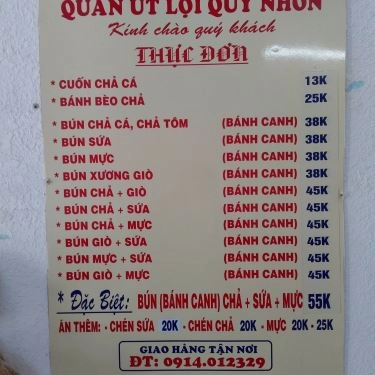 QUÁN ÚT LỢI QUY NHƠN
Kính chào quý khách
THỰC ĐƠN
* CUỐN CHẢ CÁ 13K
* BÁNH BÈO CHẢ 25K
* BÚN CHẢ CÁ, CHẢ TÔM (BÁNH CANH) 38K
* BÚN SỨA (BÁNH CANH) 38K
* BÚN MỰC (BÁNH CANH) 38K
* BÚN XƯƠNG GIÒ (BÁNH CANH) 38K
* BÚN CHẢ + GIÒ (BÁNH CANH) 45K
* BÚN CHẢ + SỨA (BÁNH CANH) 45K
* BÚN CHẢ + MỰC (BÁNH CANH) 45K
* BÚN GIÒ + SỨA (BÁNH CANH) 45K
* BÚN MỰC + SỨA (BÁNH CANH) 45K
* BÚN GIÒ + MỰC (BÁNH CANH) 45K
* Đặc Biệt: BÚN (BÁNH CANH) CHẢ + SỨA + MỰC 55K
ĂN THÊM: - CHÉN SỨA 20K - CHÉN CHẢ 20K - MỰC 20K - 25K
GIAO HÀNG TẬN NƠI
ĐT: 0914.012329